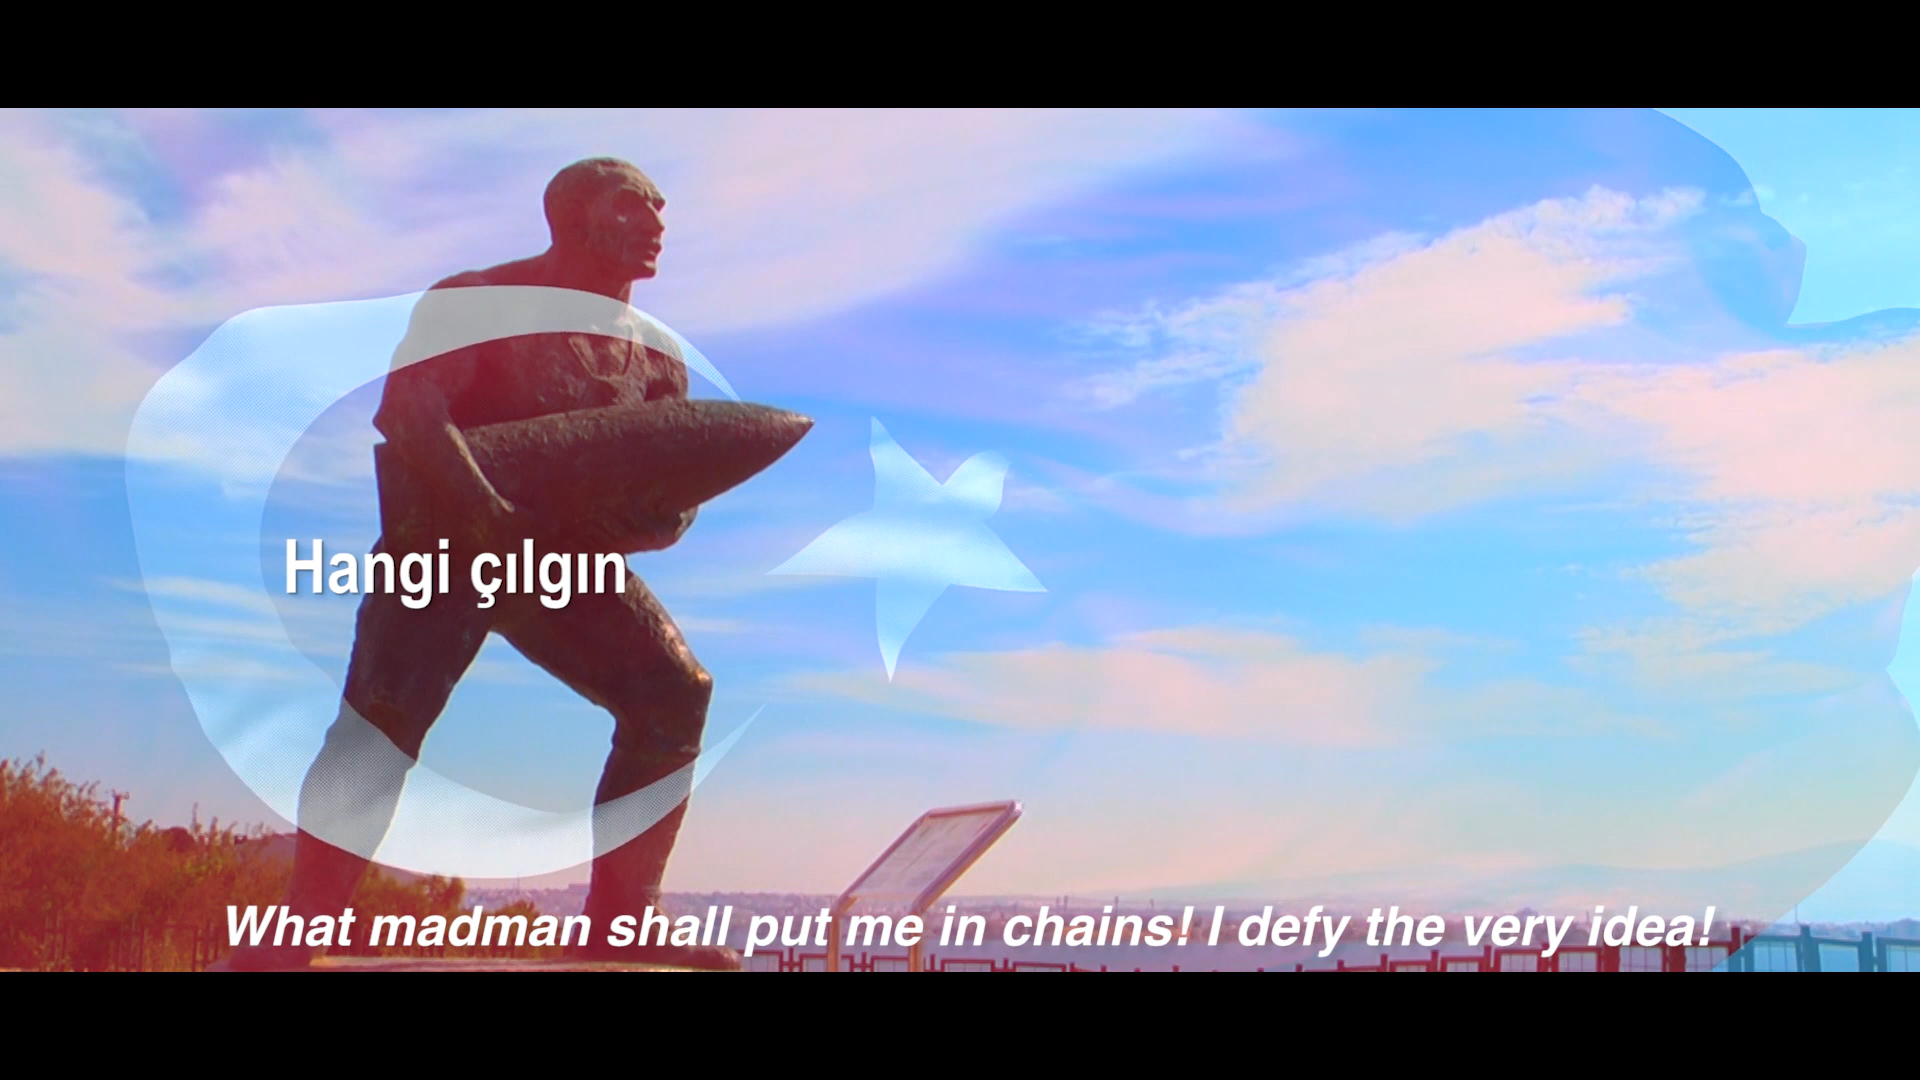 Hangi çılgın
What madman shall put me in chains! I defy the very idea!